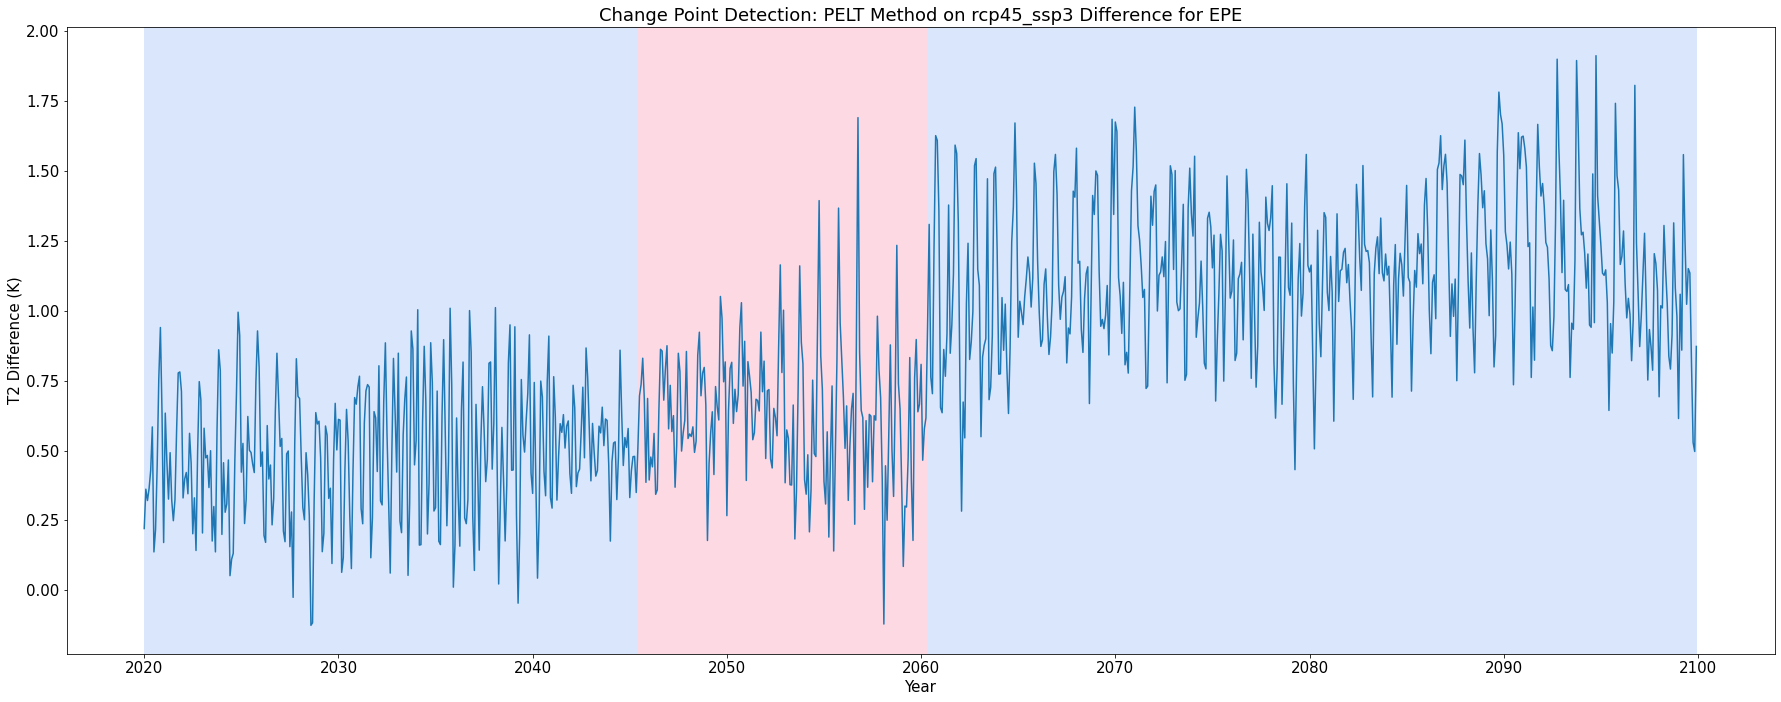 Change Point Detection: PELT Method on rcp45_ssp3 Difference for EPE
T2 Difference (K)
2.00
1.75
1.50
1.25
1.00
0.75
0.50
0.25
0.00
2020 2030 2040 2050 2060 2070 2080 2090 2100
Year